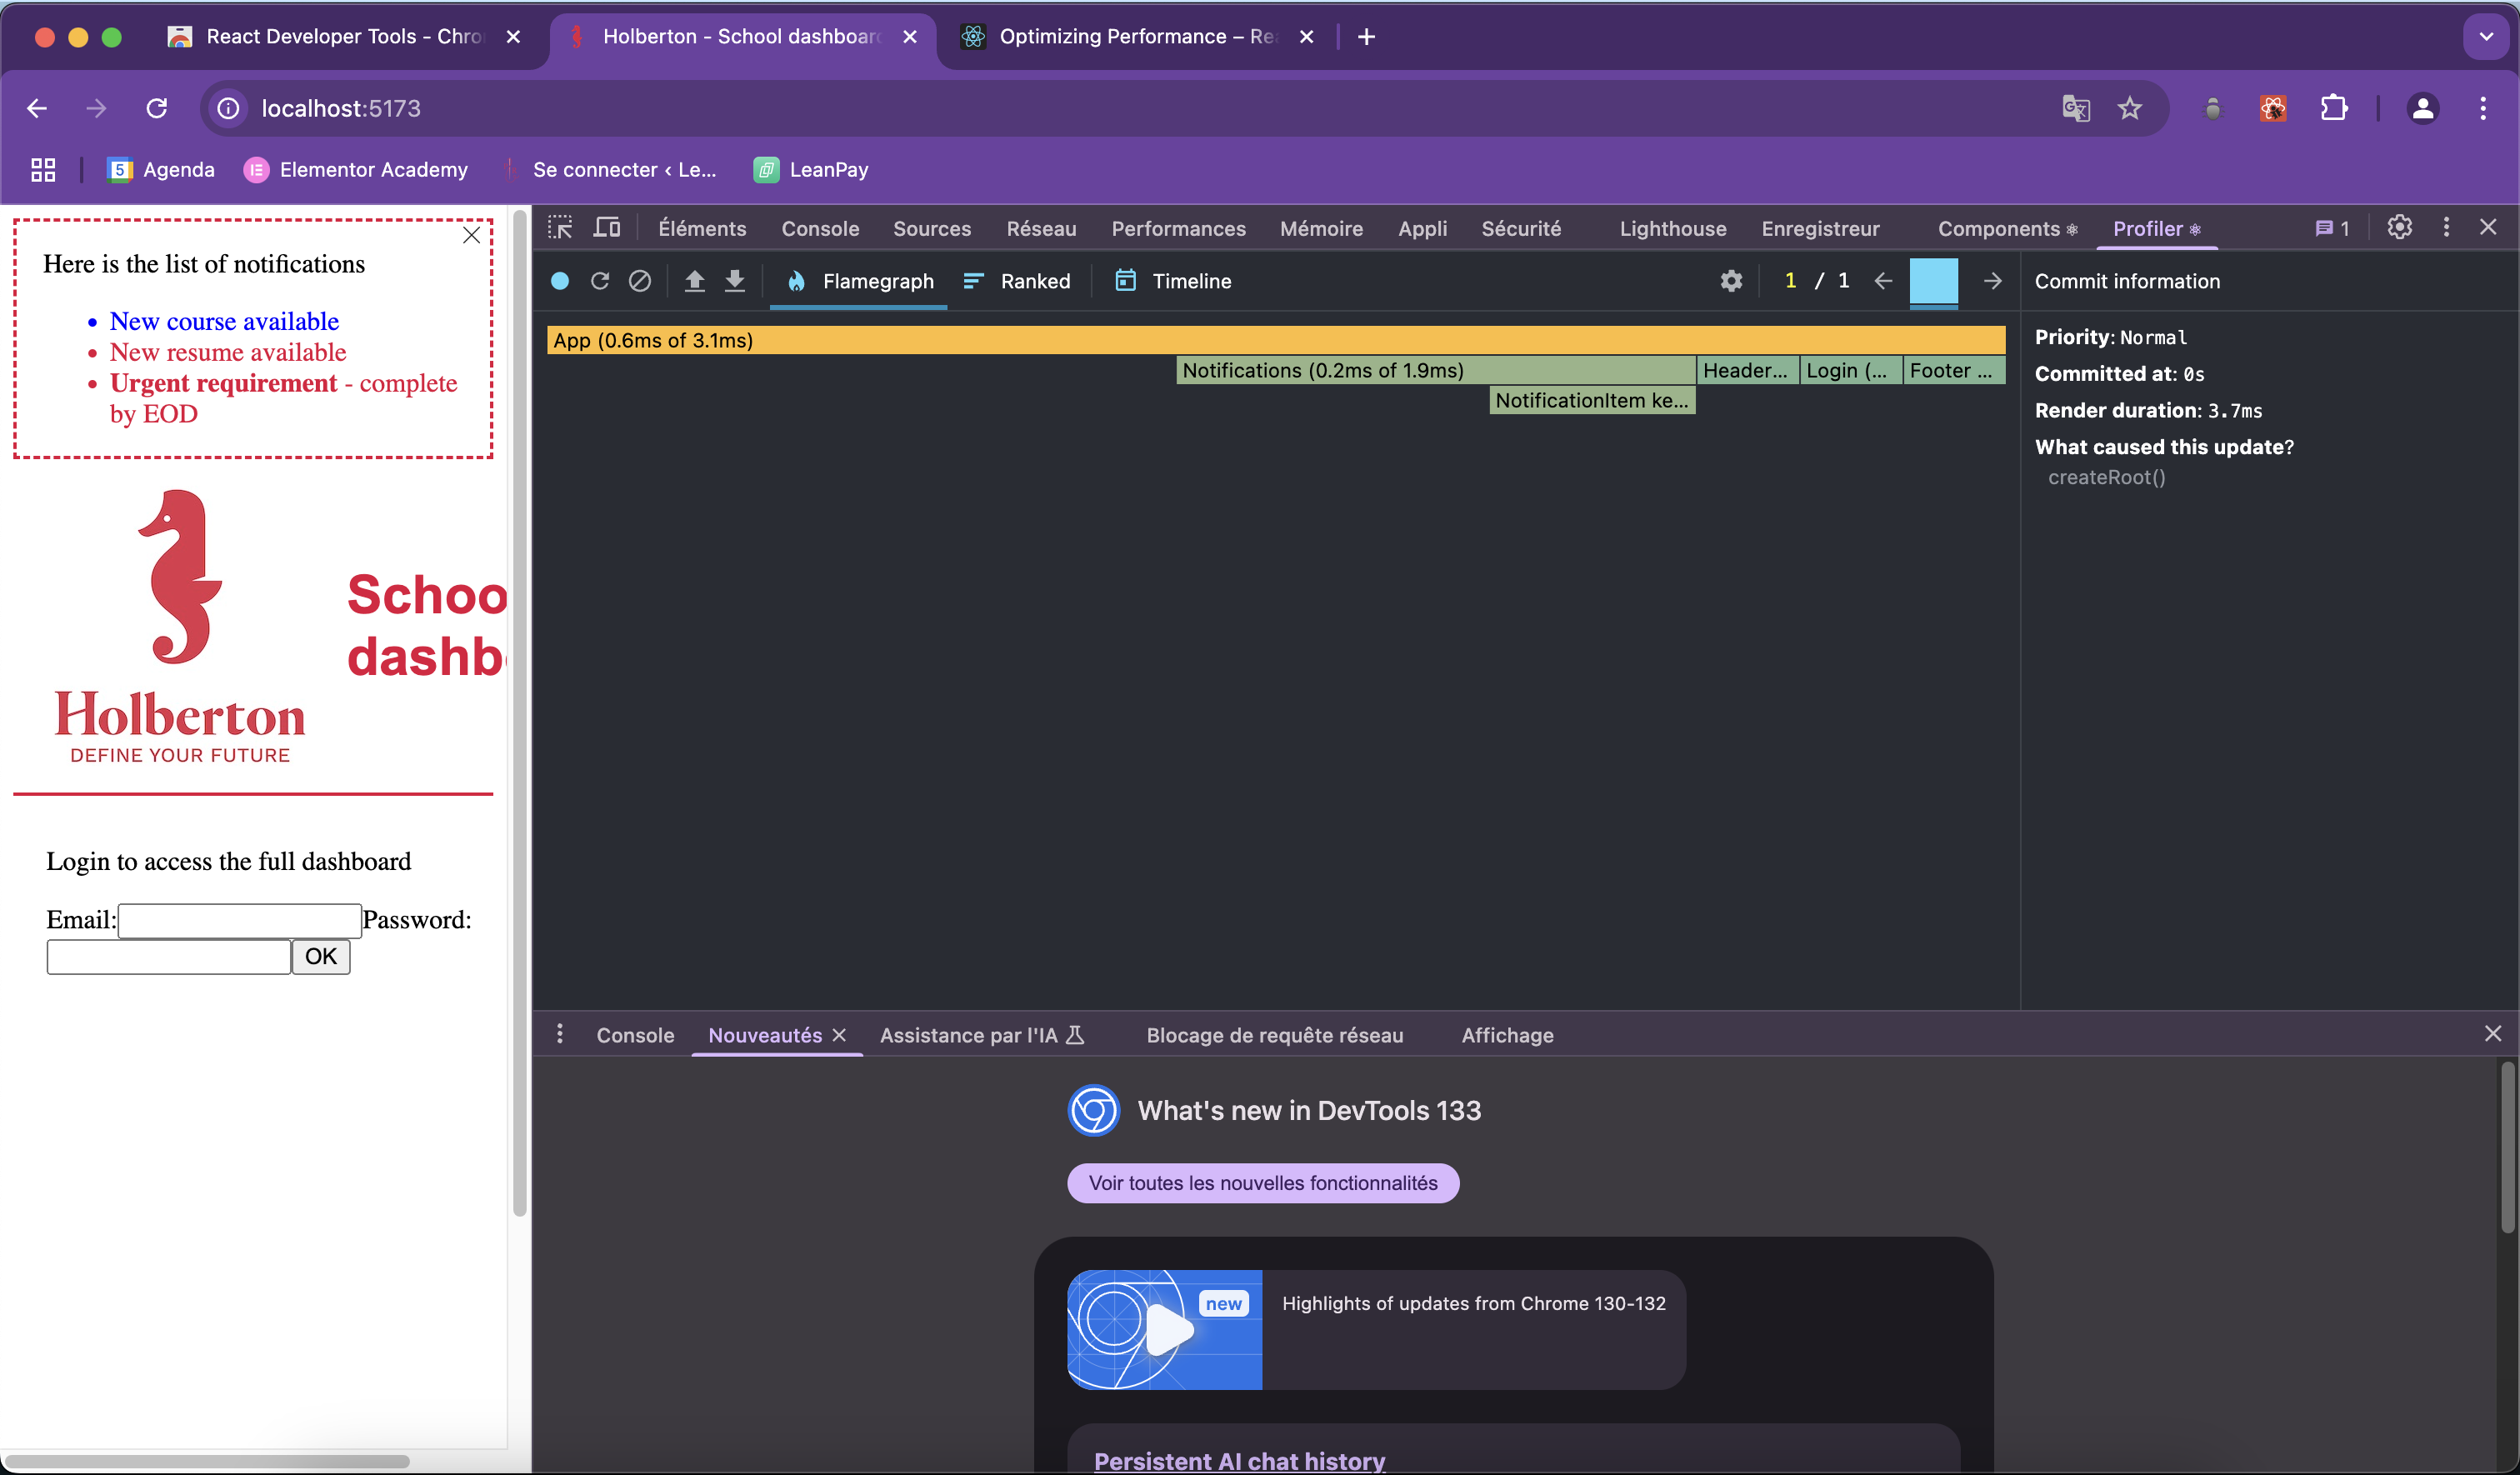 React Developer Tools - Chro
Holberton - School dashboard
Optimizing Performance – Rea
localhost:5173
Agenda
Elementor Academy
Se connecter ‹ Le...
LeanPay
Here is the list of notifications
New course available
New resume available
Urgent requirement - complete
by EOD
Holberton
DEFINE YOUR FUTURE
Schoo
dashb
Login to access the full dashboard
Email:
Password:
OK
Éléments
Console
Sources
Réseau
Performances
Mémoire
Appli
Sécurité
Lighthouse
Enregistreur
Components
Profiler
1
Flamegraph
Ranked
Timeline
1 / 1
Commit information
App (0.6ms of 3.1ms)
Notifications (0.2ms of 1.9ms)
Header...
Login (...
Footer ...
NotificationItem ke...
Priority: Normal
Committed at: 0s
Render duration: 3.7ms
What caused this update?
createRoot()
Console
Nouveautés
Assistance par l'IA
Blocage de requête réseau
Affichage
What's new in DevTools 133
Voir toutes les nouvelles fonctionnalités
new
Highlights of updates from Chrome 130-132
Persistent AI chat history